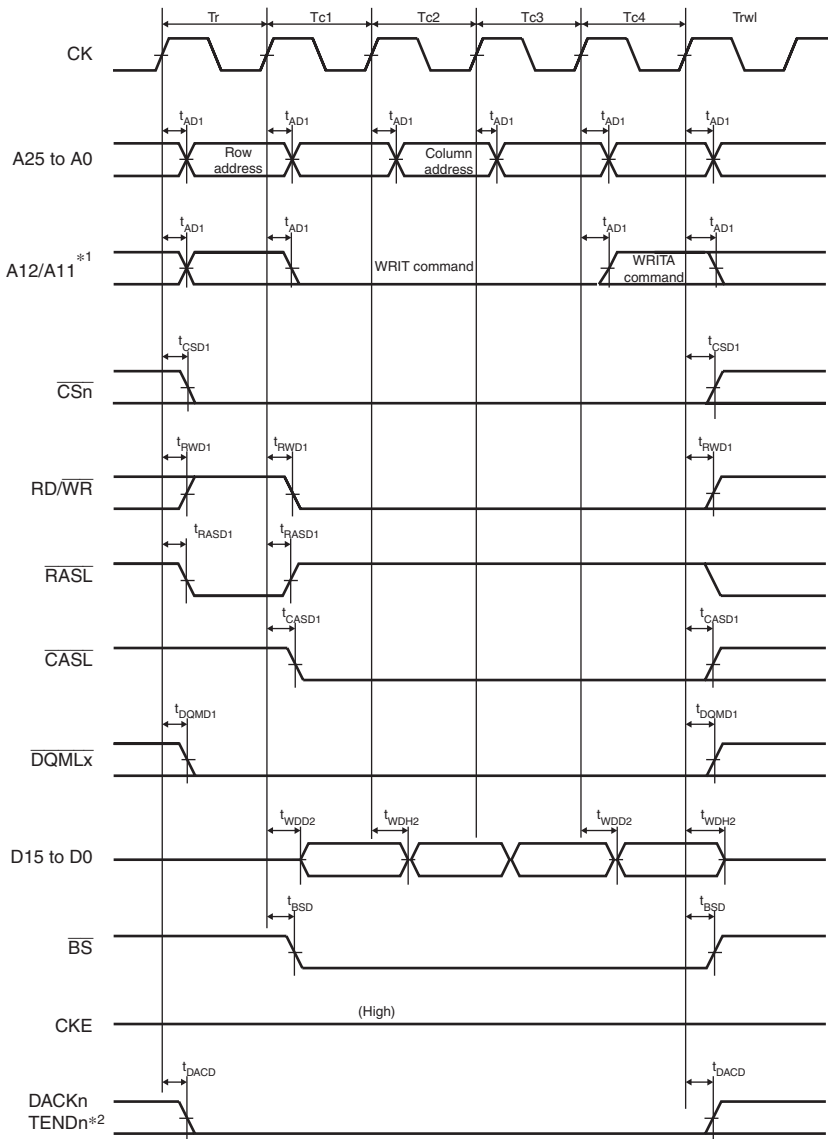 Tr Tc1 Tc2 Tc3 Tc4 Trwl
CK
tAD1 tAD1 tAD1 tAD1 tAD1 tAD1
A25 to A0
Row
address
Column
address
tAD1 tAD1 tAD1 tAD1
A12/A11*1
WRIT command
WRITA
command
tCSD1 tCSD1
CSn
tRWD1 tRWD1 tRWD1
RD/WR
tRASD1 tRASD1
RASL
tCASD1 tCASD1
CASL
tDQMD1 tDQMD1
DQMLx
tWDD2 tWDH2 tWDD2 tWDH2
D15 to D0
tBSD tBSD
BS
(High)
CKE
tDACD tDACD
DACKn
TENDn*2